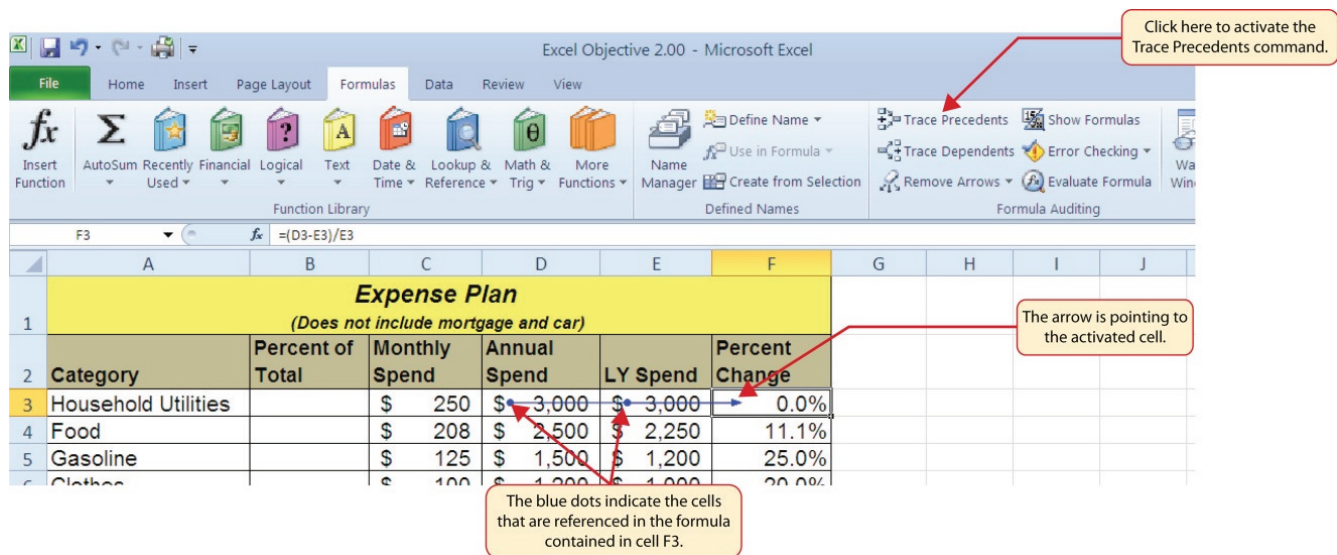 Click here to activate the
Trace Precedents command.
Excel Objective 2.00 - Microsoft Excel
File Home Insert Page Layout Formulas Data Review View
fx Σ ? A θ
Insert Function
AutoSum
Recently Used
Financial
Logical
Text
Date & Time
Lookup & Reference
Math & Trig
More Functions
Function Library
Name Manager
Define Name
Use in Formula
Create from Selection
Defined Names
Trace Precedents
Trace Dependents
Remove Arrows
Show Formulas
Error Checking
Evaluate Formula
Formula Auditing
Wa
Win
F3 fx =(D3-E3)/E3
A B C D E F G H I J
1 Expense Plan
(Does not include mortgage and car)
2 Category Percent of Total Monthly Spend Annual Spend LY Spend Percent Change
3 Household Utilities $ 250 $ 3,000 $ 3,000 0.0%
4 Food $ 208 $ 2,500 $ 2,250 11.1%
5 Gasoline $ 125 $ 1,500 $ 1,200 25.0%
The arrow is pointing to
the activated cell.
The blue dots indicate the cells
that are referenced in the formula
contained in cell F3.